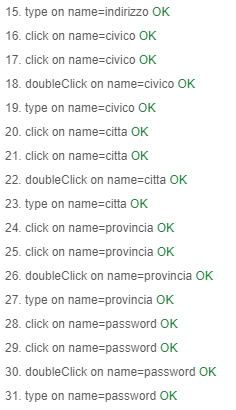 15. type on name=indirizzo OK
16. click on name=civico OK
17. click on name=civico OK
18. doubleClick on name=civico OK
19. type on name=civico OK
20. click on name=citta OK
21. click on name=citta OK
22. doubleClick on name=citta OK
23. type on name=citta OK
24. click on name=provincia OK
25. click on name=provincia OK
26. doubleClick on name=provincia OK
27. type on name=provincia OK
28. click on name=password OK
29. click on name=password OK
30. doubleClick on name=password OK
31. type on name=password OK